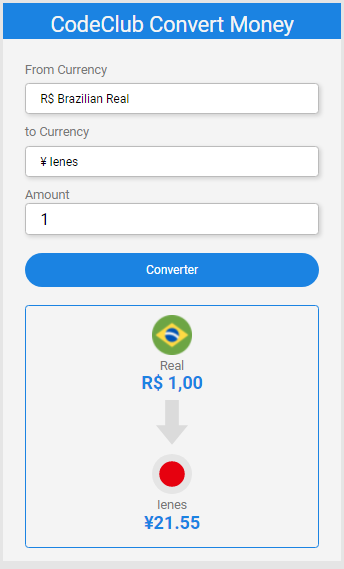 CodeClub Convert Money
From Currency
R$ Brazilian Real
to Currency
¥ Ienes
Amount
1
Converter
Real
R$ 1,00
Ienes
¥21.55